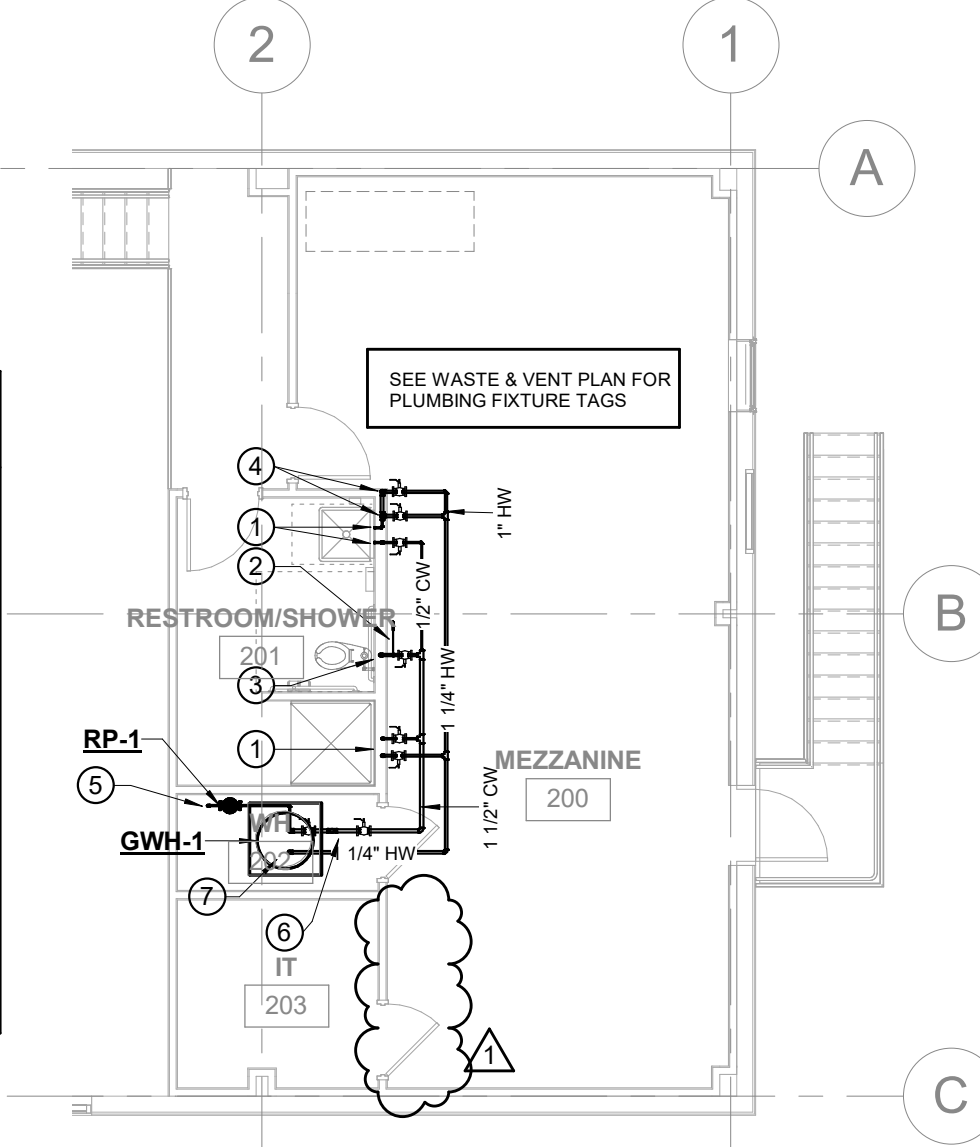 2
1
A
SEE WASTE & VENT PLAN FOR
PLUMBING FIXTURE TAGS
4
1
1" HW
2
1/2" CW
B
RESTROOM/SHOWER
201
3
1 1/4" HW
RP-1
1
MEZZANINE
200
5
1 1/2" CW
GWH-1
WH
202
1 1/4" HW
7
6
IT
203
1
C